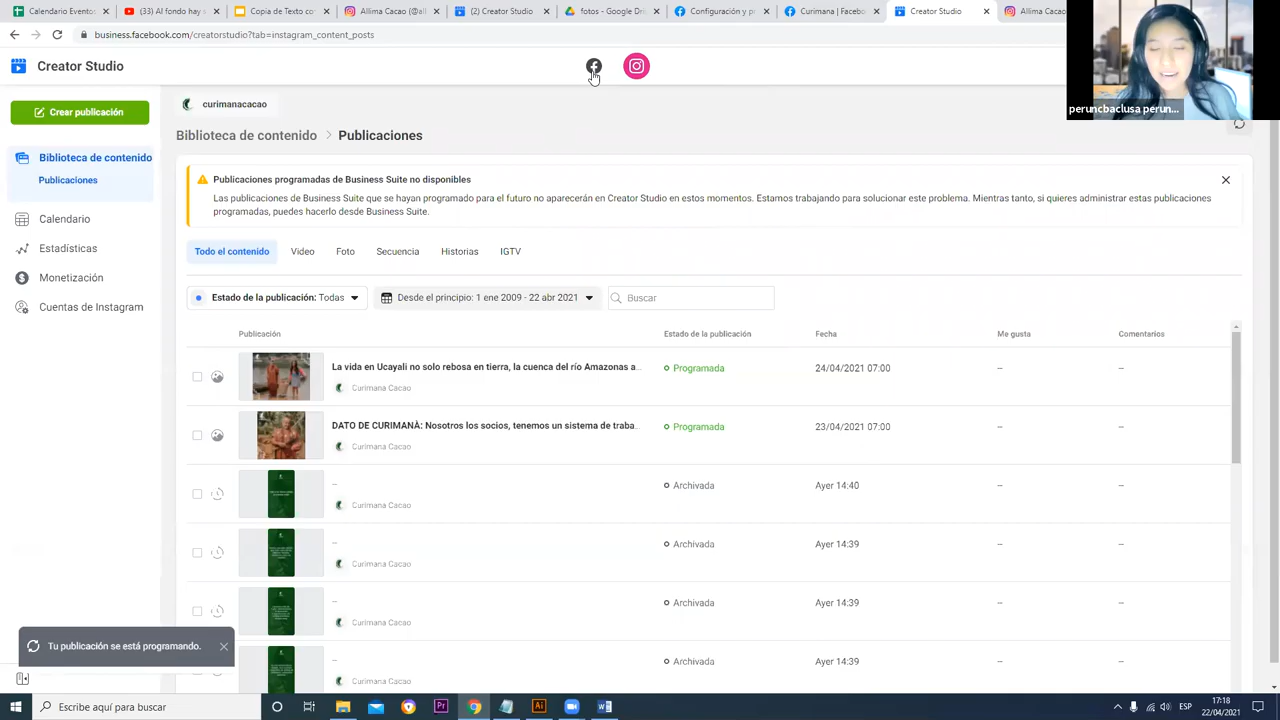 Calendario Evento
(33) Al fondo hay s
Copia de Texto co
Allima Cacao (@all
(2) Creator Studio
fotos - Google Dri
Configuración y p
Curimaná | Facebo
Creator Studio
Allima Cacao
business.facebook.com/creatorstudio?tab=instagram_content_posts
Creator Studio
peruncbaclusa perun...
Crear publicación
curimanacacao
Biblioteca de contenido > Publicaciones
Biblioteca de contenido
Publicaciones
Calendario
Estadísticas
Monetización
Cuentas de Instagram
Publicaciones programadas de Business Suite no disponibles
Las publicaciones de Business Suite que se hayan programado para el futuro no aparecerán en Creator Studio en estos momentos. Estamos trabajando para solucionar este problema. Mientras tanto, si quieres administrar estas publicaciones
programadas, puedes hacerlo desde Business Suite.
Todo el contenido Video Foto Secuencia Historias IGTV
Estado de la publicación: Todas Desde el principio: 1 ene 2009 - 22 abr 2021 Buscar
Publicación Estado de la publicación Fecha Me gusta Comentarios
La vida en Ucayali no solo rebosa en tierra, la cuenca del río Amazonas a... Programada 24/04/2021 07:00 -- --
Curimana Cacao
DATO DE CURIMANÀ: Nosotros los socios, tenemos un sistema de traba... Programada 23/04/2021 07:00 -- --
Curimana Cacao
-- Archivada Ayer 14:40 -- --
Curimana Cacao
-- Archivada Ayer 14:39 -- --
Curimana Cacao
-- Archivada Ayer 14:39 -- --
Curimana Cacao
-- Archivada Ayer 14:39 -- --
Curimana Cacao
Tu publicación se está programando.
Escribe aquí para buscar
ESP
17:18
22/04/2021